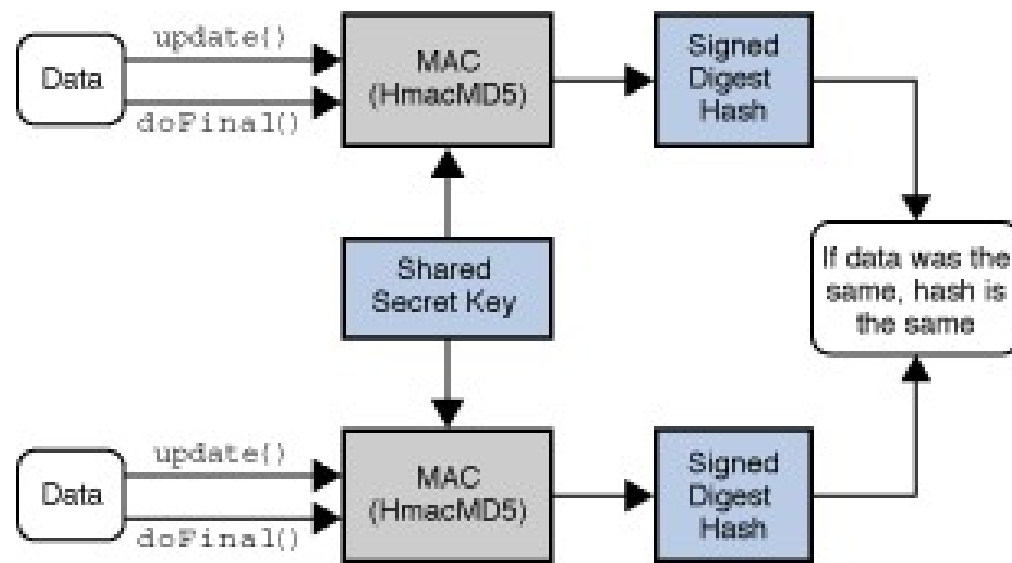 Data
update()
doFinal()
MAC
(HmacMD5)
Signed
Digest
Hash
Shared
Secret Key
If data was the
same, hash is
the same
Data
update()
doFinal()
MAC
(HmacMD5)
Signed
Digest
Hash